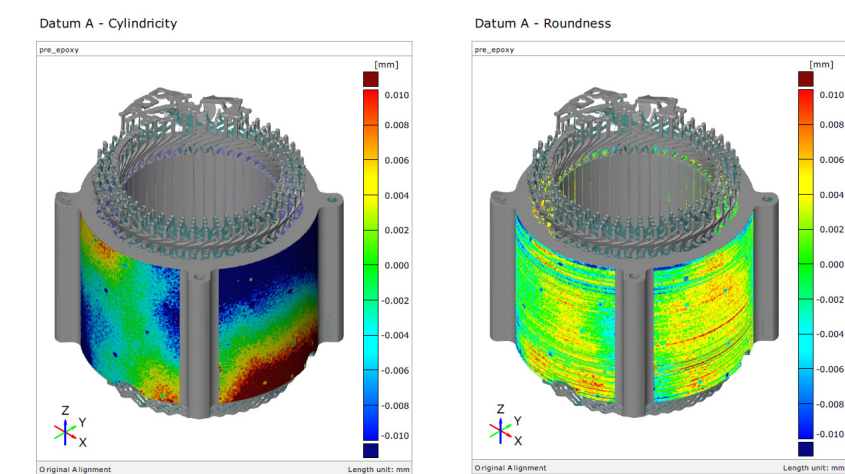 Datum A - Cylindricity
pre_epoxy
[mm]
0.010
0.008
0.006
0.004
0.002
0.000
-0.002
-0.004
-0.006
-0.008
-0.010
Z
Y
X
Original Alignment
Length unit: mm
Datum A - Roundness
pre_epoxy
[mm]
0.010
0.008
0.006
0.004
0.002
0.000
-0.002
-0.004
-0.006
-0.008
-0.010
Z
Y
X
Original Alignment
Length unit: mm